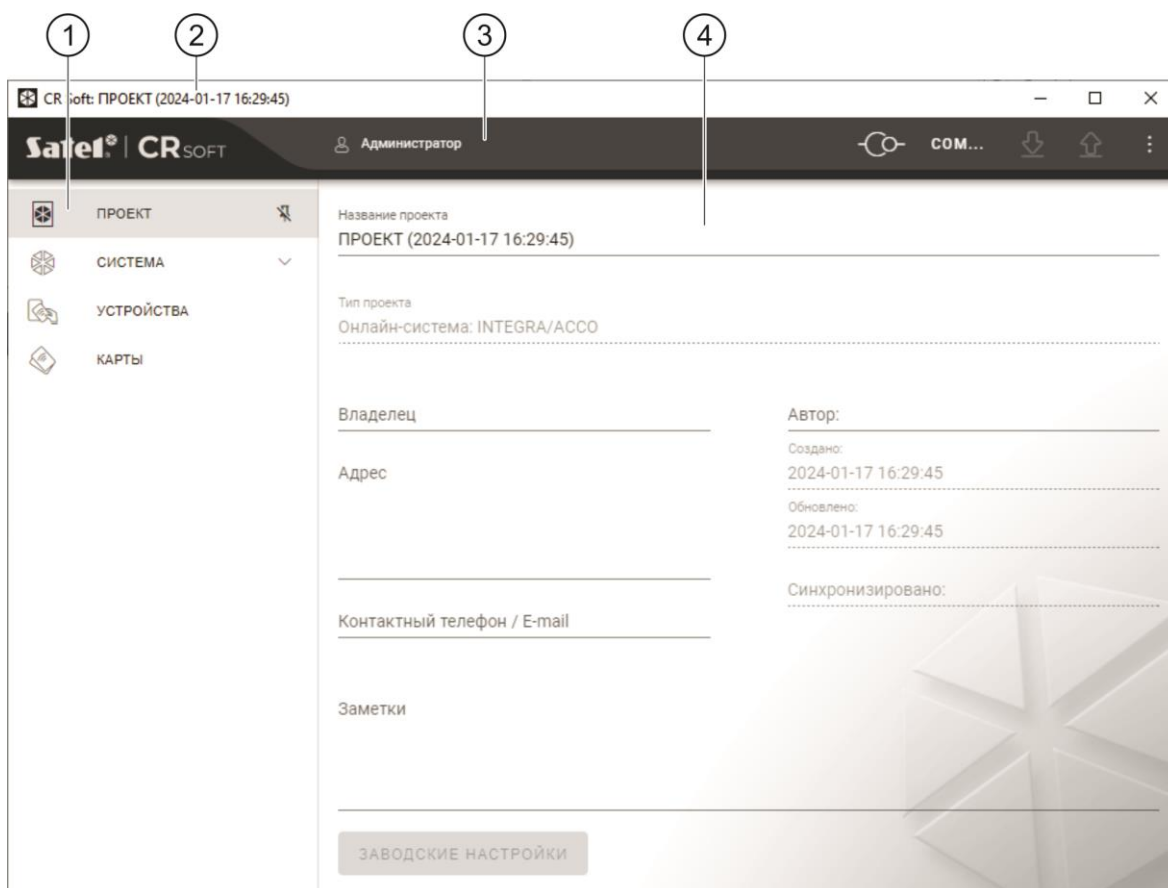 1 2 3 4
CR Soft: ПРОЕКТ (2024-01-17 16:29:45)
Satel® | CR SOFT Администратор COM...
ПРОЕКТ
СИСТЕМА
УСТРОЙСТВА
КАРТЫ
Название проекта
ПРОЕКТ (2024-01-17 16:29:45)
Тип проекта
Онлайн-система: INTEGRA/ACCO
Владелец
Адрес
Контактный телефон / E-mail
Автор:
Создано:
2024-01-17 16:29:45
Обновлено:
2024-01-17 16:29:45
Синхронизировано:
Заметки
ЗАВОДСКИЕ НАСТРОЙКИ